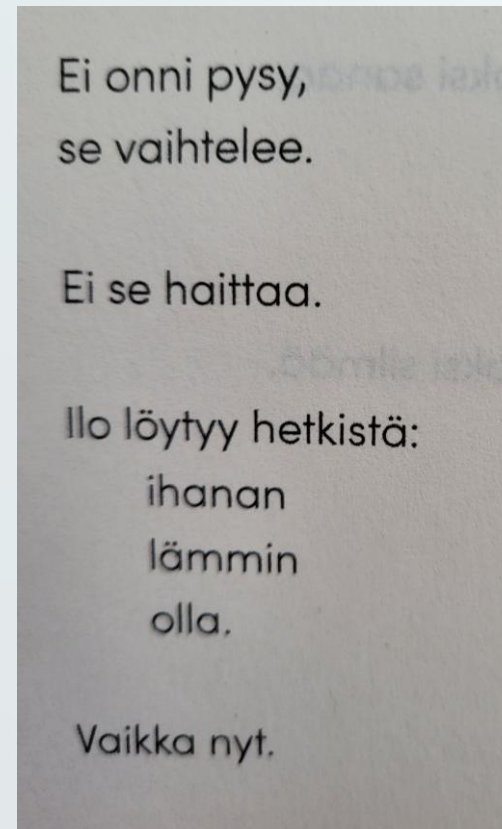 Ei onni pysy,
se vaihtelee.
Ei se haittaa.
Ilo löytyy hetkistä:
ihanan
lämmin
olla.
Vaikka nyt.